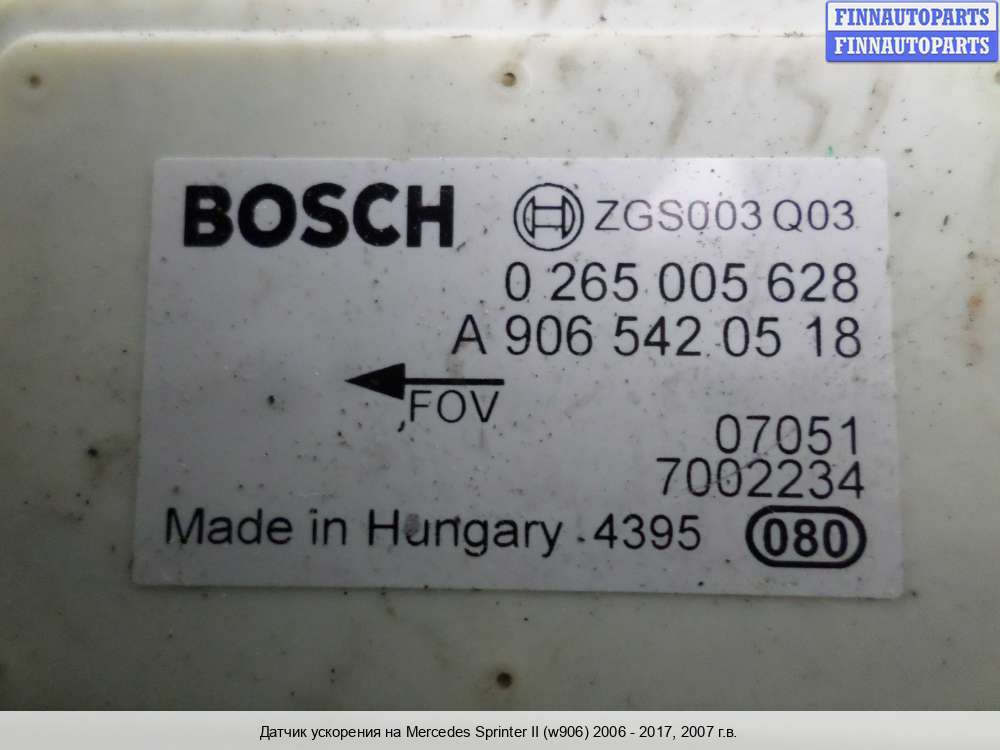 FINNAUTOPARTS
FINNAUTOPARTS
BOSCH ZGS003 Q03
0 265 005 628
A 906 542 05 18
FOV
07051
7002234
Made in Hungary 4395 080
Датчик ускорения на Mercedes Sprinter II (w906) 2006 - 2017, 2007 г.в.